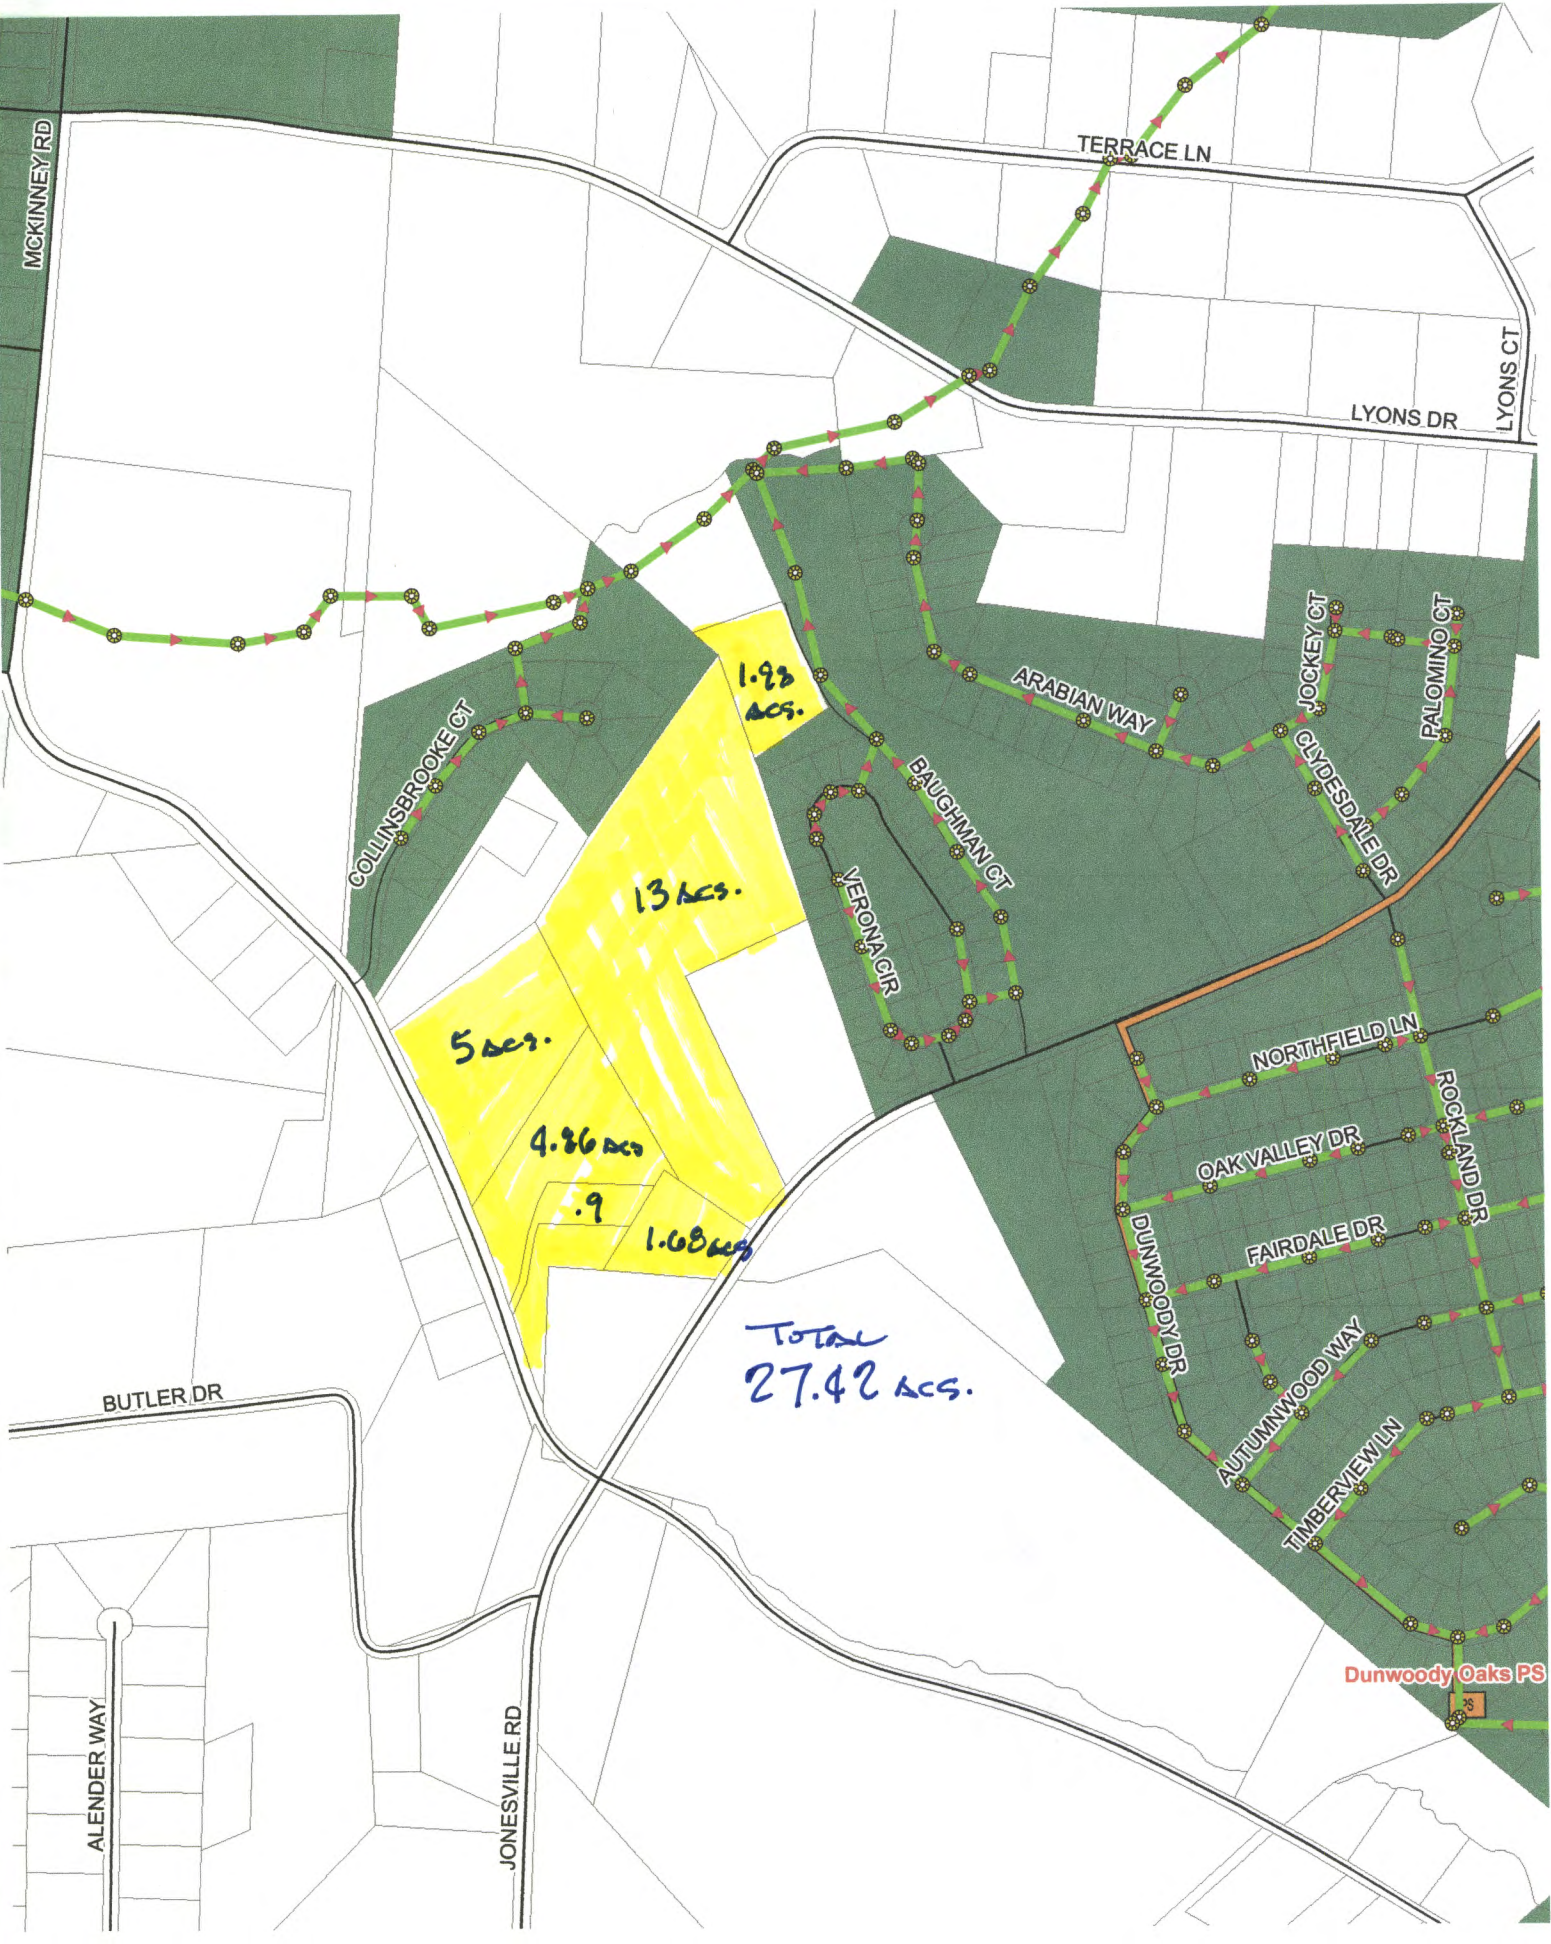 MCKINNEY RD
TERRACE LN
LYONS CT
LYONS DR
1.98
ACS.
JOCKEY CT
PALOMINO CT
ARABIAN WAY
COLLINSBROOKE CT
BAUGHMAN CT
CLYDESDALE DR
13 ACS.
VERONA CIR
5 ACS.
NORTHFIELD LN
4.86 ACS
ROCKLAND DR
OAK VALLEY DR
.9
1.68 ACS
FAIRDALE DR
DUNWOODY DR
TOTAL
27.42 ACS.
BUTLER DR
AUTUMNWOOD WAY
TIMBERVIEW LN
Dunwoody Oaks PS
PS
ALENDER WAY
JONESVILLE RD